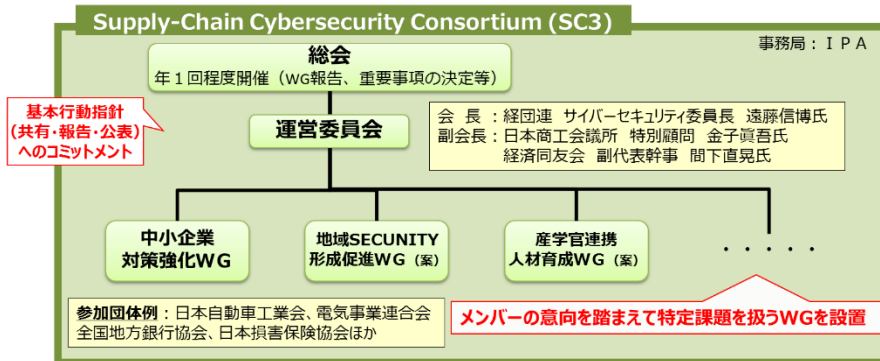 Supply-Chain Cybersecurity Consortium (SC3)
事務局：ＩＰＡ
総会
年１回程度開催（WG報告、重要事項の決定等）
基本行動指針
（共有・報告・公表）
へのコミットメント
運営委員会
会　長　：経団連　サイバーセキュリティ委員長　遠藤信博氏
副会長：日本商工会議所　特別顧問　金子眞吾氏
経済同友会　副代表幹事　間下直晃氏
中小企業
対策強化WG
地域SECUNITY
形成促進WG（案）
産学官連携
人材育成WG（案）
・・・・・
参加団体例：日本自動車工業会、電気事業連合会
全国地方銀行協会、日本損害保険協会ほか
メンバーの意向を踏まえて特定課題を扱うWGを設置